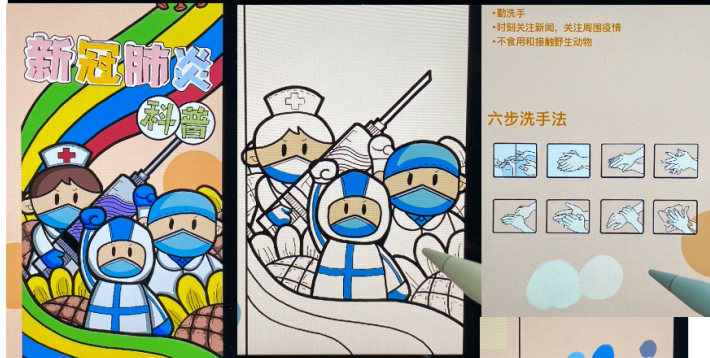 新冠肺炎
科普
•勤洗手
•时刻关注新闻，关注周围疫情
•不食用和接触野生动物
六步洗手法